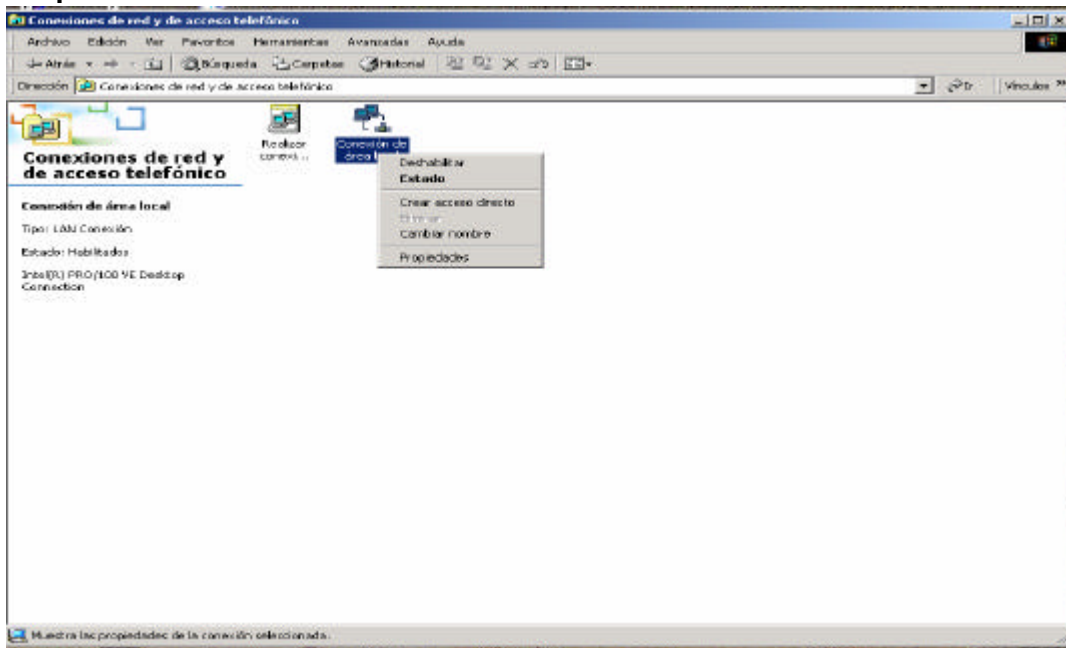 Conexiones de red y de acceso telefónico
Archivo Edición Ver Favoritos Herramientas Avanzadas Ayuda
Atrás Búsqueda Carpetas Historial
Dirección Conexiones de red y de acceso telefónico Ir Vínculos »
Conexiones de red y
de acceso telefónico
Conexión de área local
Tipo: LAN Conexión
Estado: Habilitados
Intel(R) PRO/100 VE Desktop
Connection
Realizar
conexi...
Conexión de
área
Deshabilitar
Estado
Crear acceso directo
Eliminar
Cambiar nombre
Propiedades
Muestra las propiedades de la conexión seleccionada.